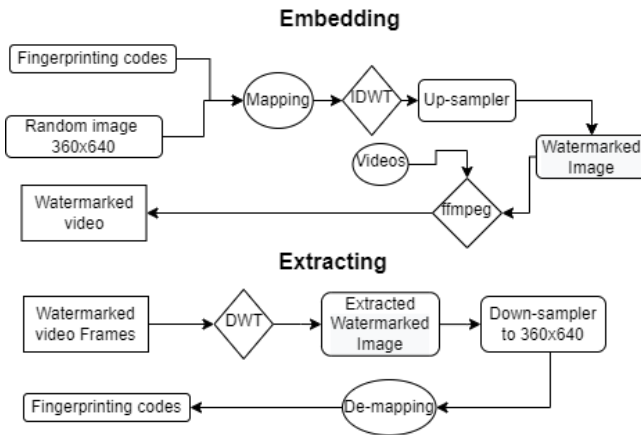 Embedding
Fingerprinting codes
Random image
360x640
Mapping
IDWT
Up-sampler
Watermarked
Image
Videos
ffmpeg
Watermarked
video
Extracting
Watermarked
video Frames
DWT
Extracted
Watermarked
Image
Down-sampler
to 360x640
De-mapping
Fingerprinting codes